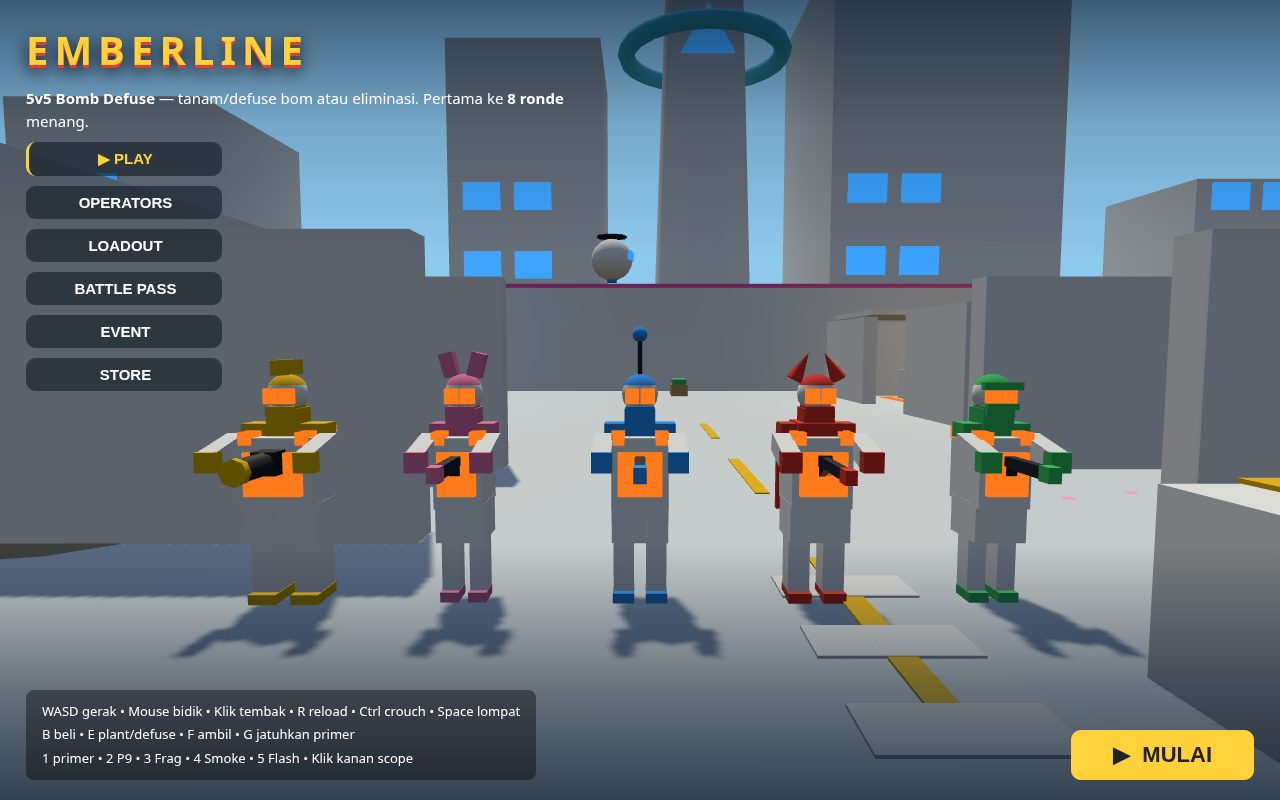 EMBERLINE
5v5 Bomb Defuse — tanam/defuse bom atau eliminasi. Pertama ke 8 ronde
menang.
▶ PLAY
OPERATORS
LOADOUT
BATTLE PASS
EVENT
STORE
WASD gerak • Mouse bidik • Klik tembak • R reload • Ctrl crouch • Space lompat
B beli • E plant/defuse • F ambil • G jatuhkan primer
1 primer • 2 P9 • 3 Frag • 4 Smoke • 5 Flash • Klik kanan scope
▶ MULAI